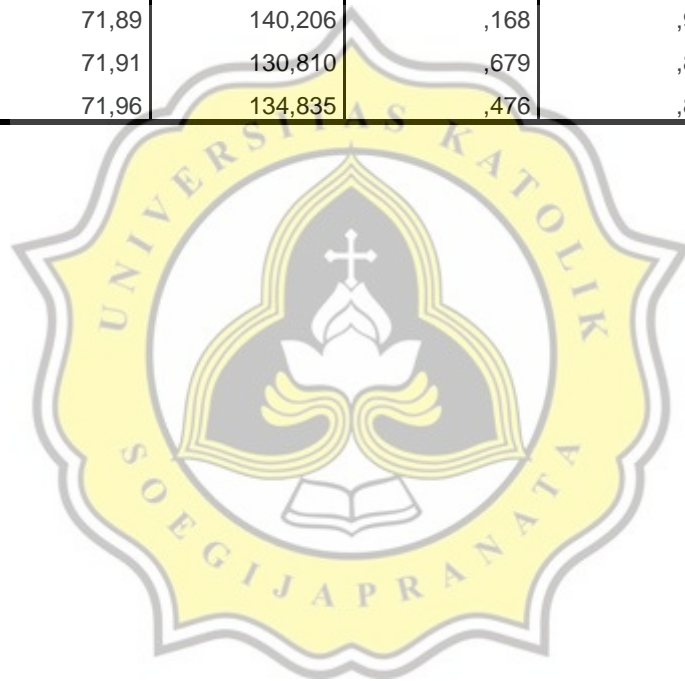 71,89 140,206 ,168
71,91 130,810 ,679
71,96 134,835 ,476
UNIVERSITAS KATOLIK
SOEGIJAPRANATA